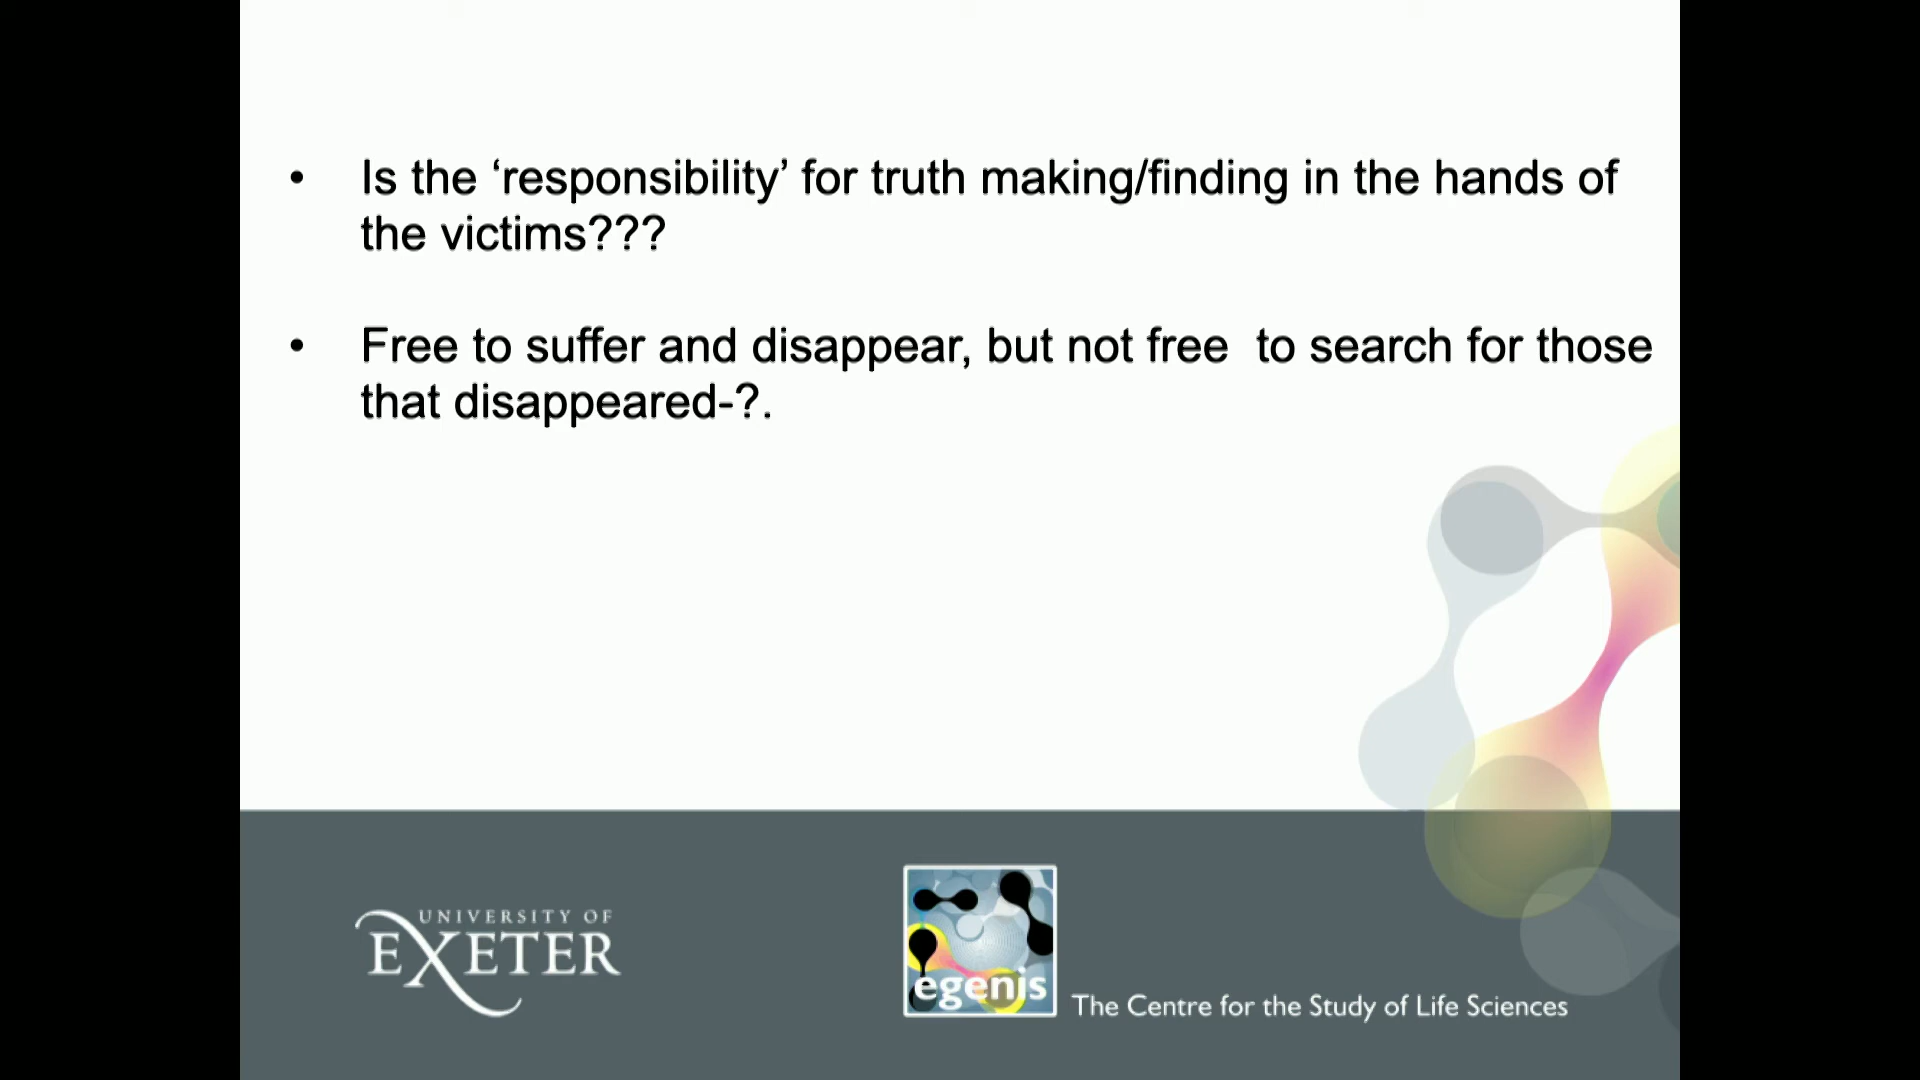 • Is the ‘responsibility’ for truth making/finding in the hands of
the victims???
• Free to suffer and disappear, but not free  to search for those
that disappeared-?.
UNIVERSITY OF
EXETER
egenis
The Centre for the Study of Life Sciences